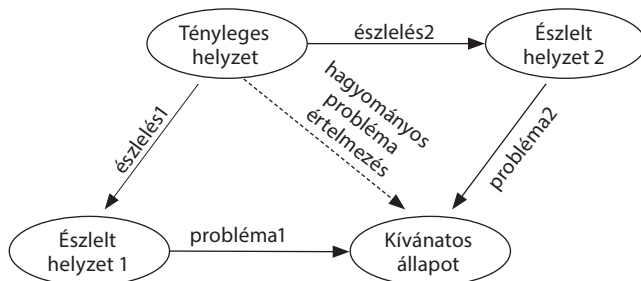 Tényleges
helyzet
észlelés2
Észlelt
helyzet 2
hagyományos
probléma
értelmezés
észlelés1
probléma2
Észlelt
helyzet 1
probléma1
Kívánatos
állapot